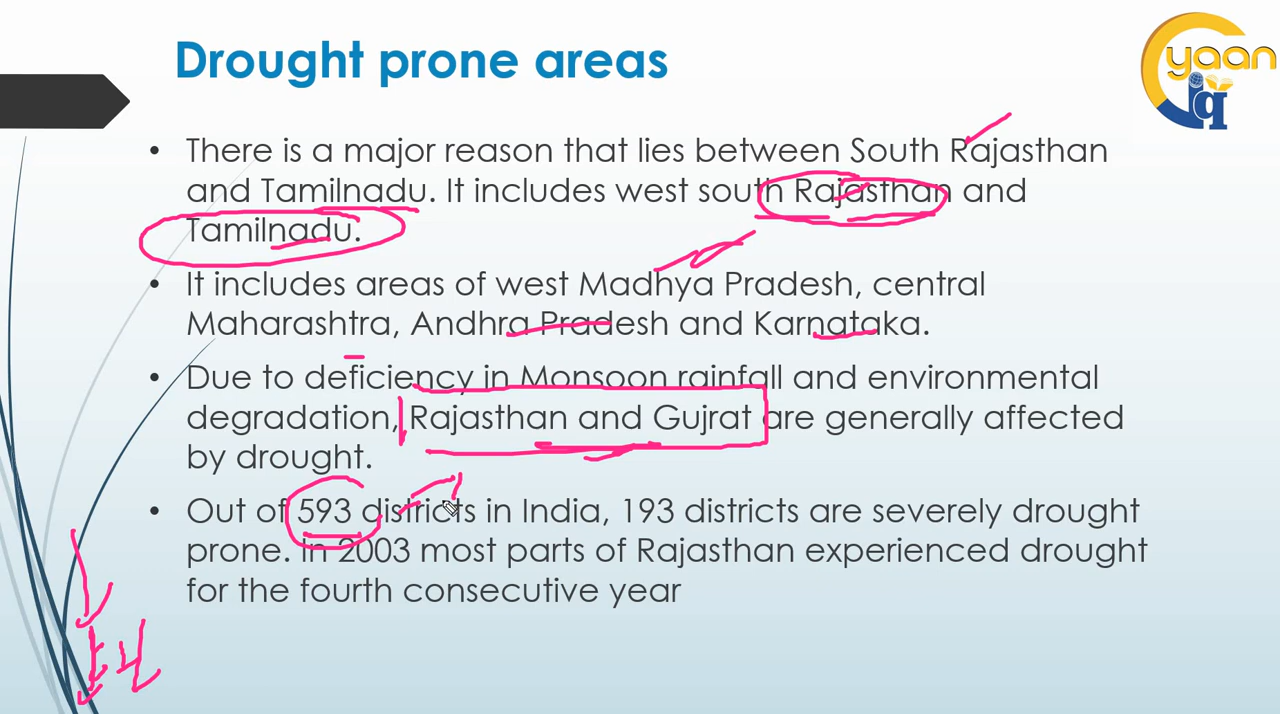 Drought prone areas
yaan
iq
• There is a major reason that lies between South Rajasthan
and Tamilnadu. It includes west south Rajasthan and
Tamilnadu.
• It includes areas of west Madhya Pradesh, central
Maharashtra, Andhra Pradesh and Karnataka.
• Due to deficiency in Monsoon rainfall and environmental
degradation, Rajasthan and Gujrat are generally affected
by drought.
• Out of 593 districts in India, 193 districts are severely drought
prone. In 2003 most parts of Rajasthan experienced drought
for the fourth consecutive year